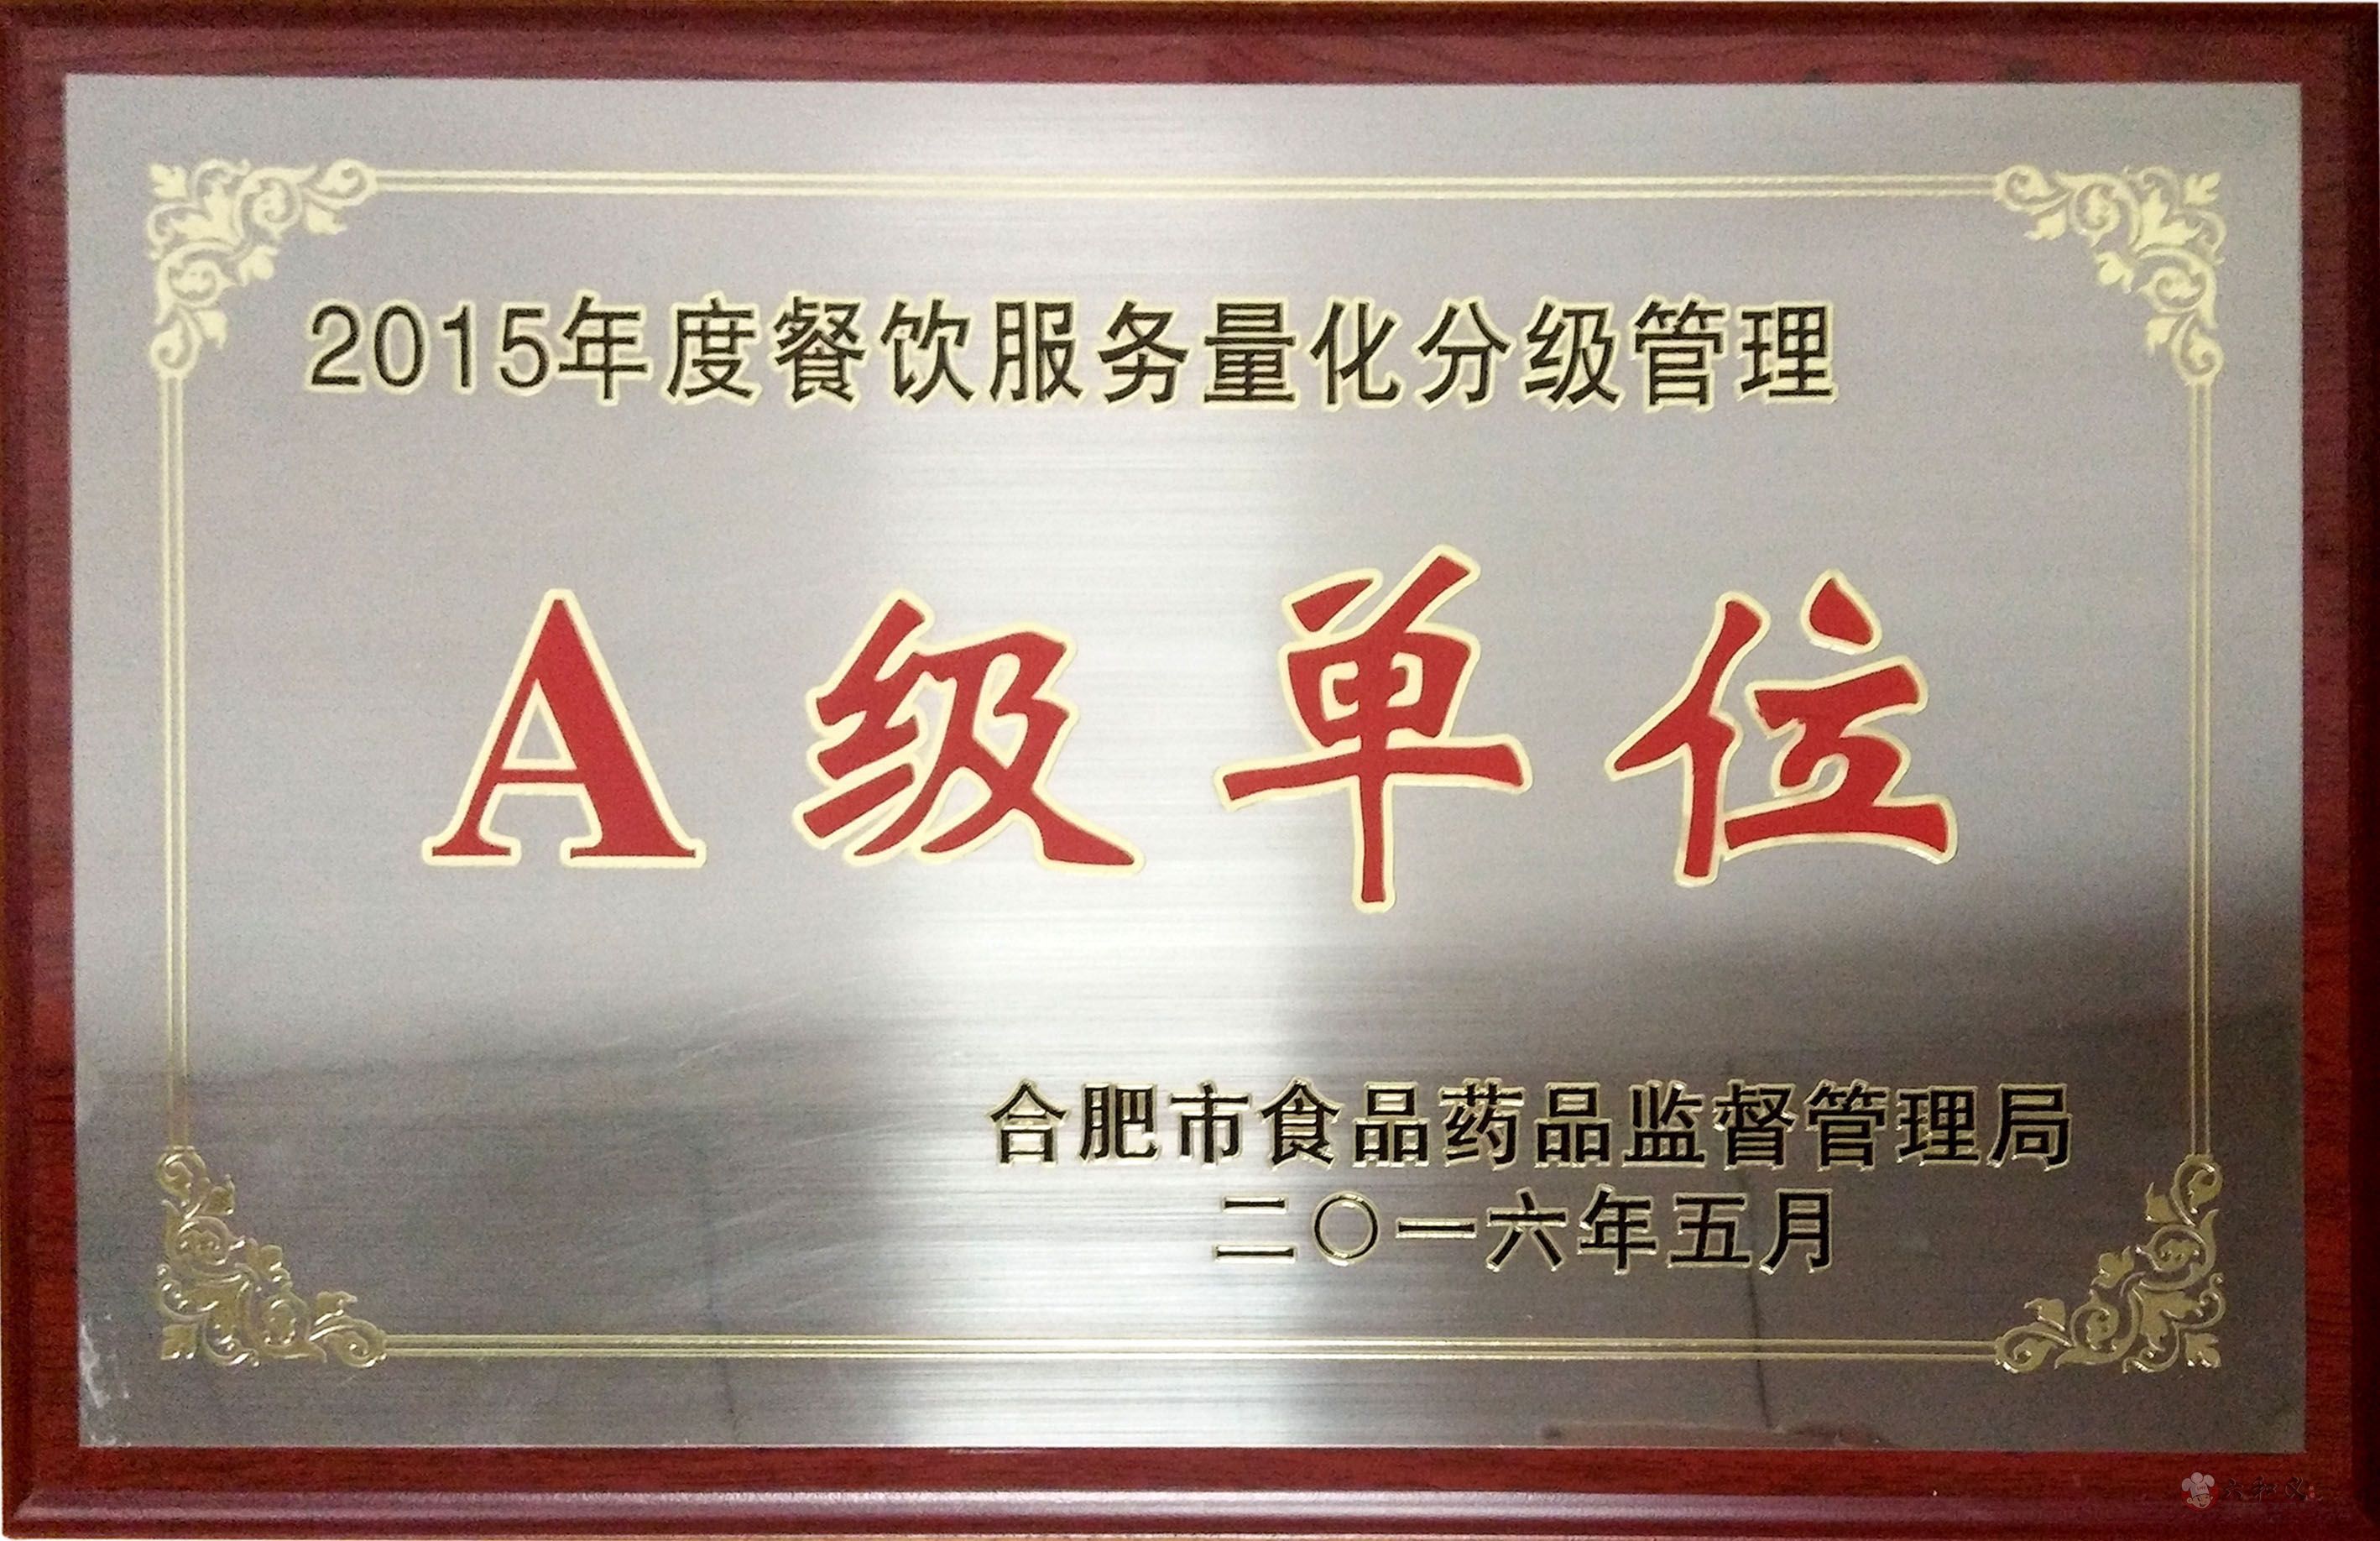 2015年度餐饮服务量化分级管理
A级单位
合肥市食品药品监督管理局
二〇一六年五月